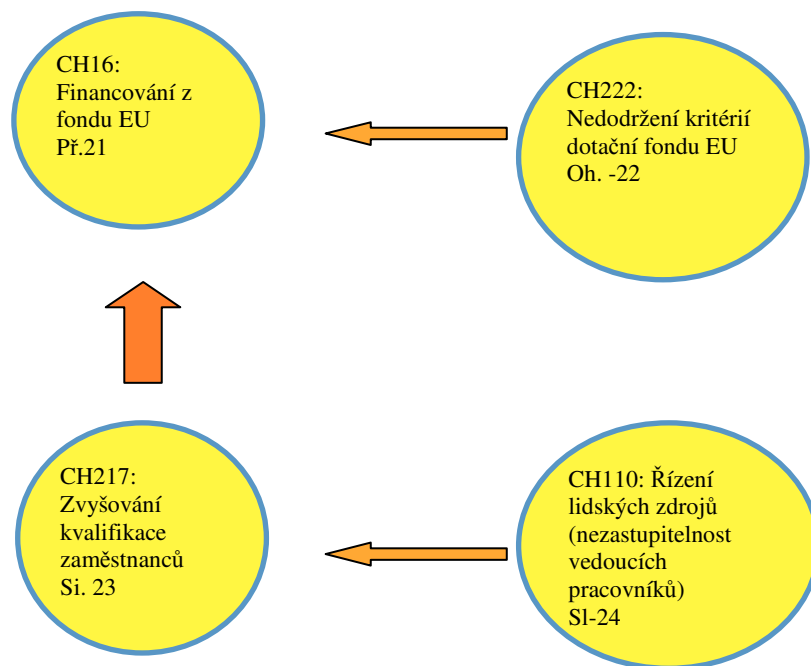 CH16:
Financování z
fondu EU
Př.21
CH222:
Nedodržení kritérií
dotační fondu EU
Oh. -22
CH217:
Zvyšování
kvalifikace
zaměstnanců
Si. 23
CH110: Řízení
lidských zdrojů
(nezastupitelnost
vedoucích
pracovníků)
Sl-24